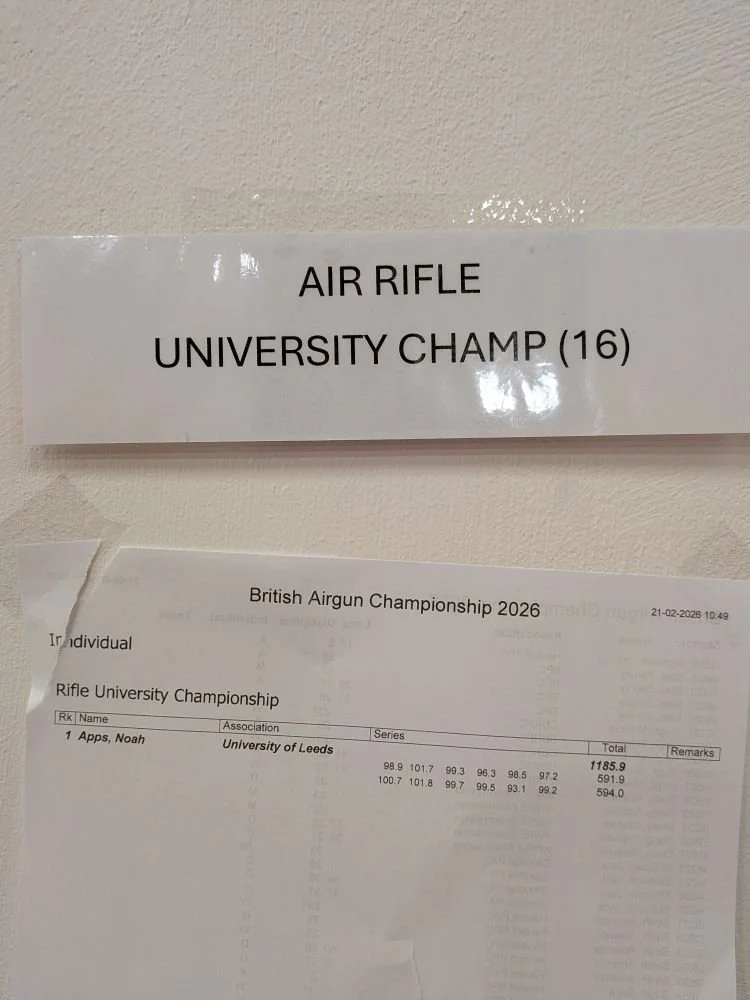 AIR RIFLE
UNIVERSITY CHAMP (16)
British Airgun Championship 2026
21-02-2026 10:49
Individual
Rifle University Championship
Rk Name Association Series Total Remarks
1 Apps, Noah University of Leeds 1185.9
98.9 101.7 99.3 96.3 98.5 97.2 591.9
100.7 101.8 99.7 99.5 93.1 99.2 594.0